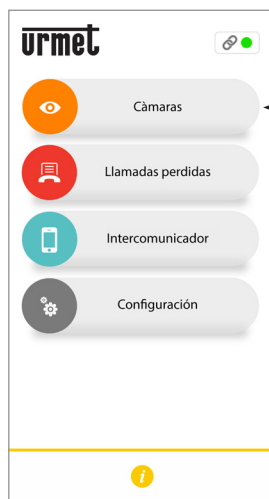 urmet
Càmaras
Llamadas perdidas
Intercomunicador
Configuración
i